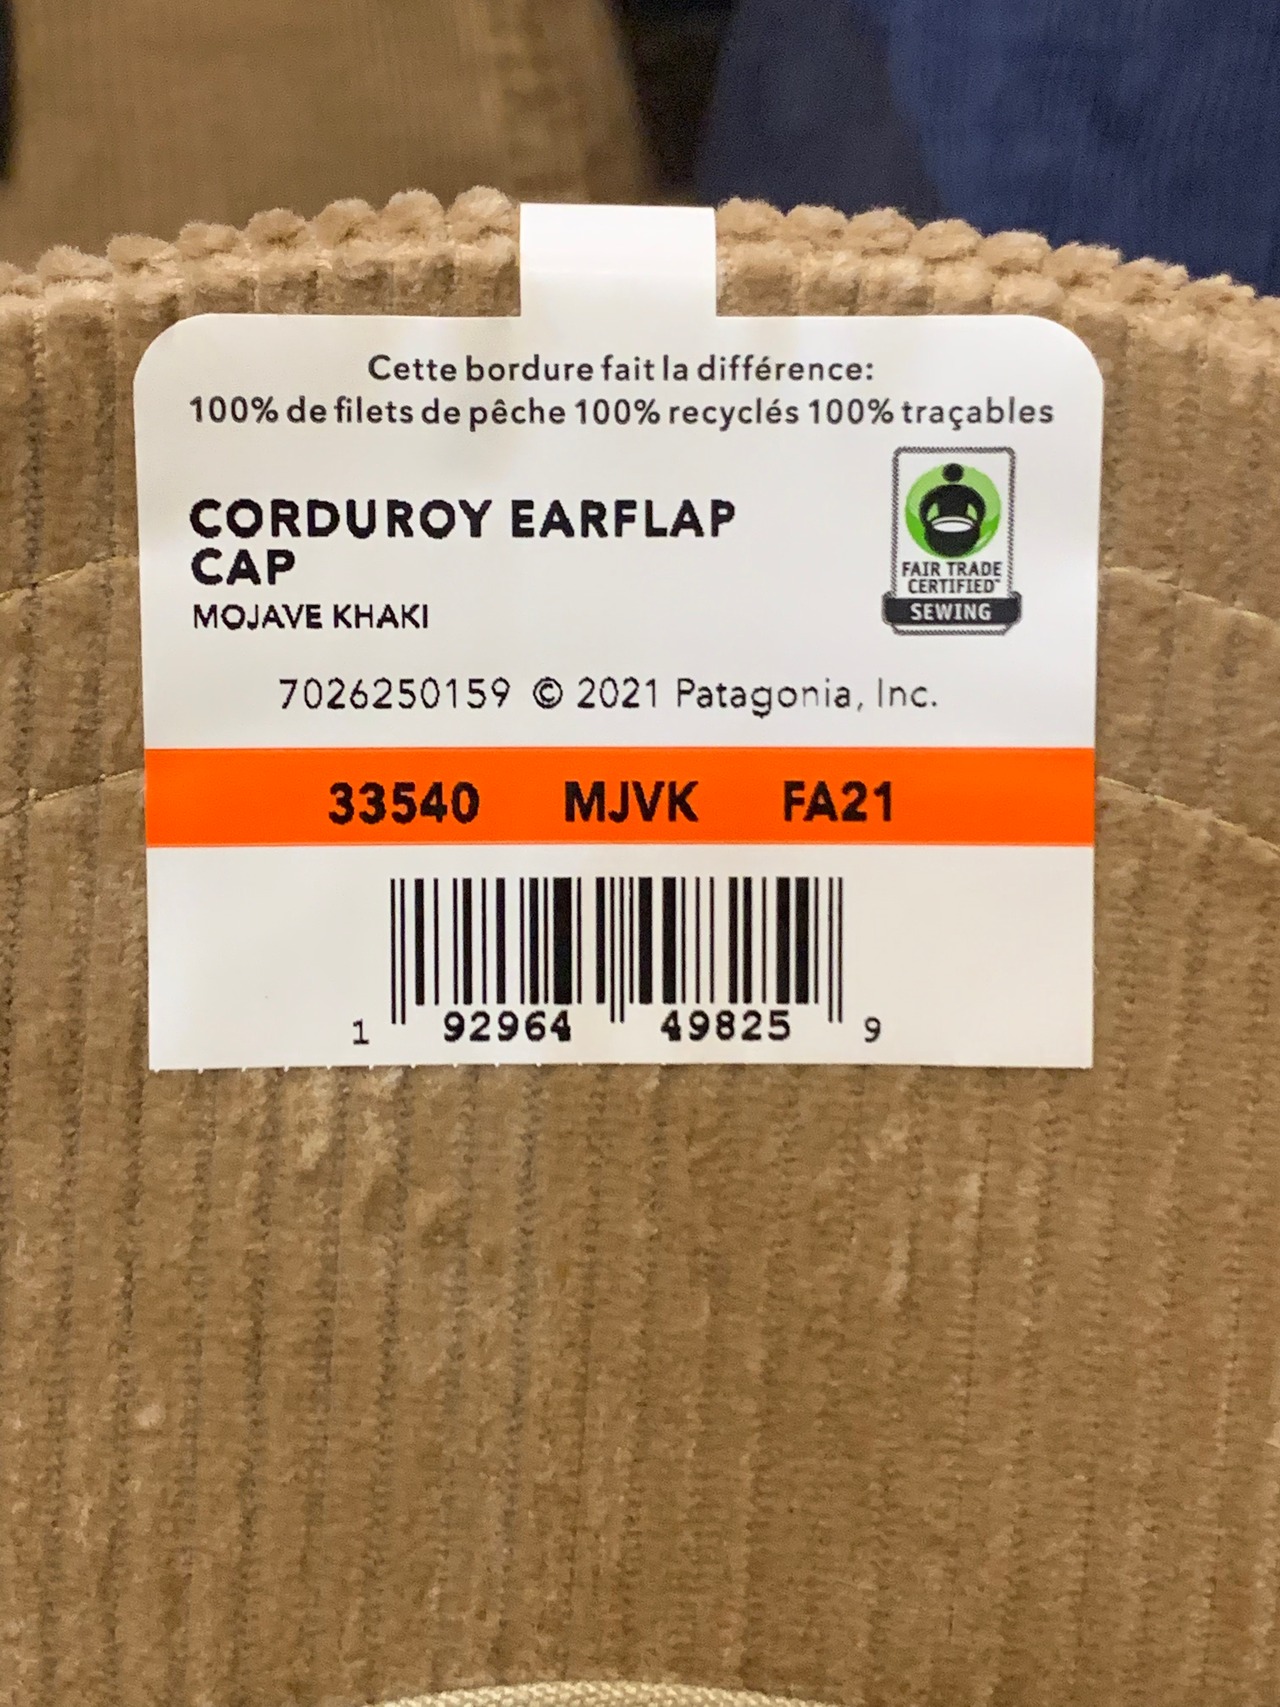 Cette bordure fait la différence:
100% de filets de pêche 100% recyclés 100% traçables
CORDUROY EARFLAP
CAP
MOJAVE KHAKI
FAIR TRADE
CERTIFIED™
SEWING
7026250159 © 2021 Patagonia, Inc.
33540 MJVK FA21
1 92964 49825 9